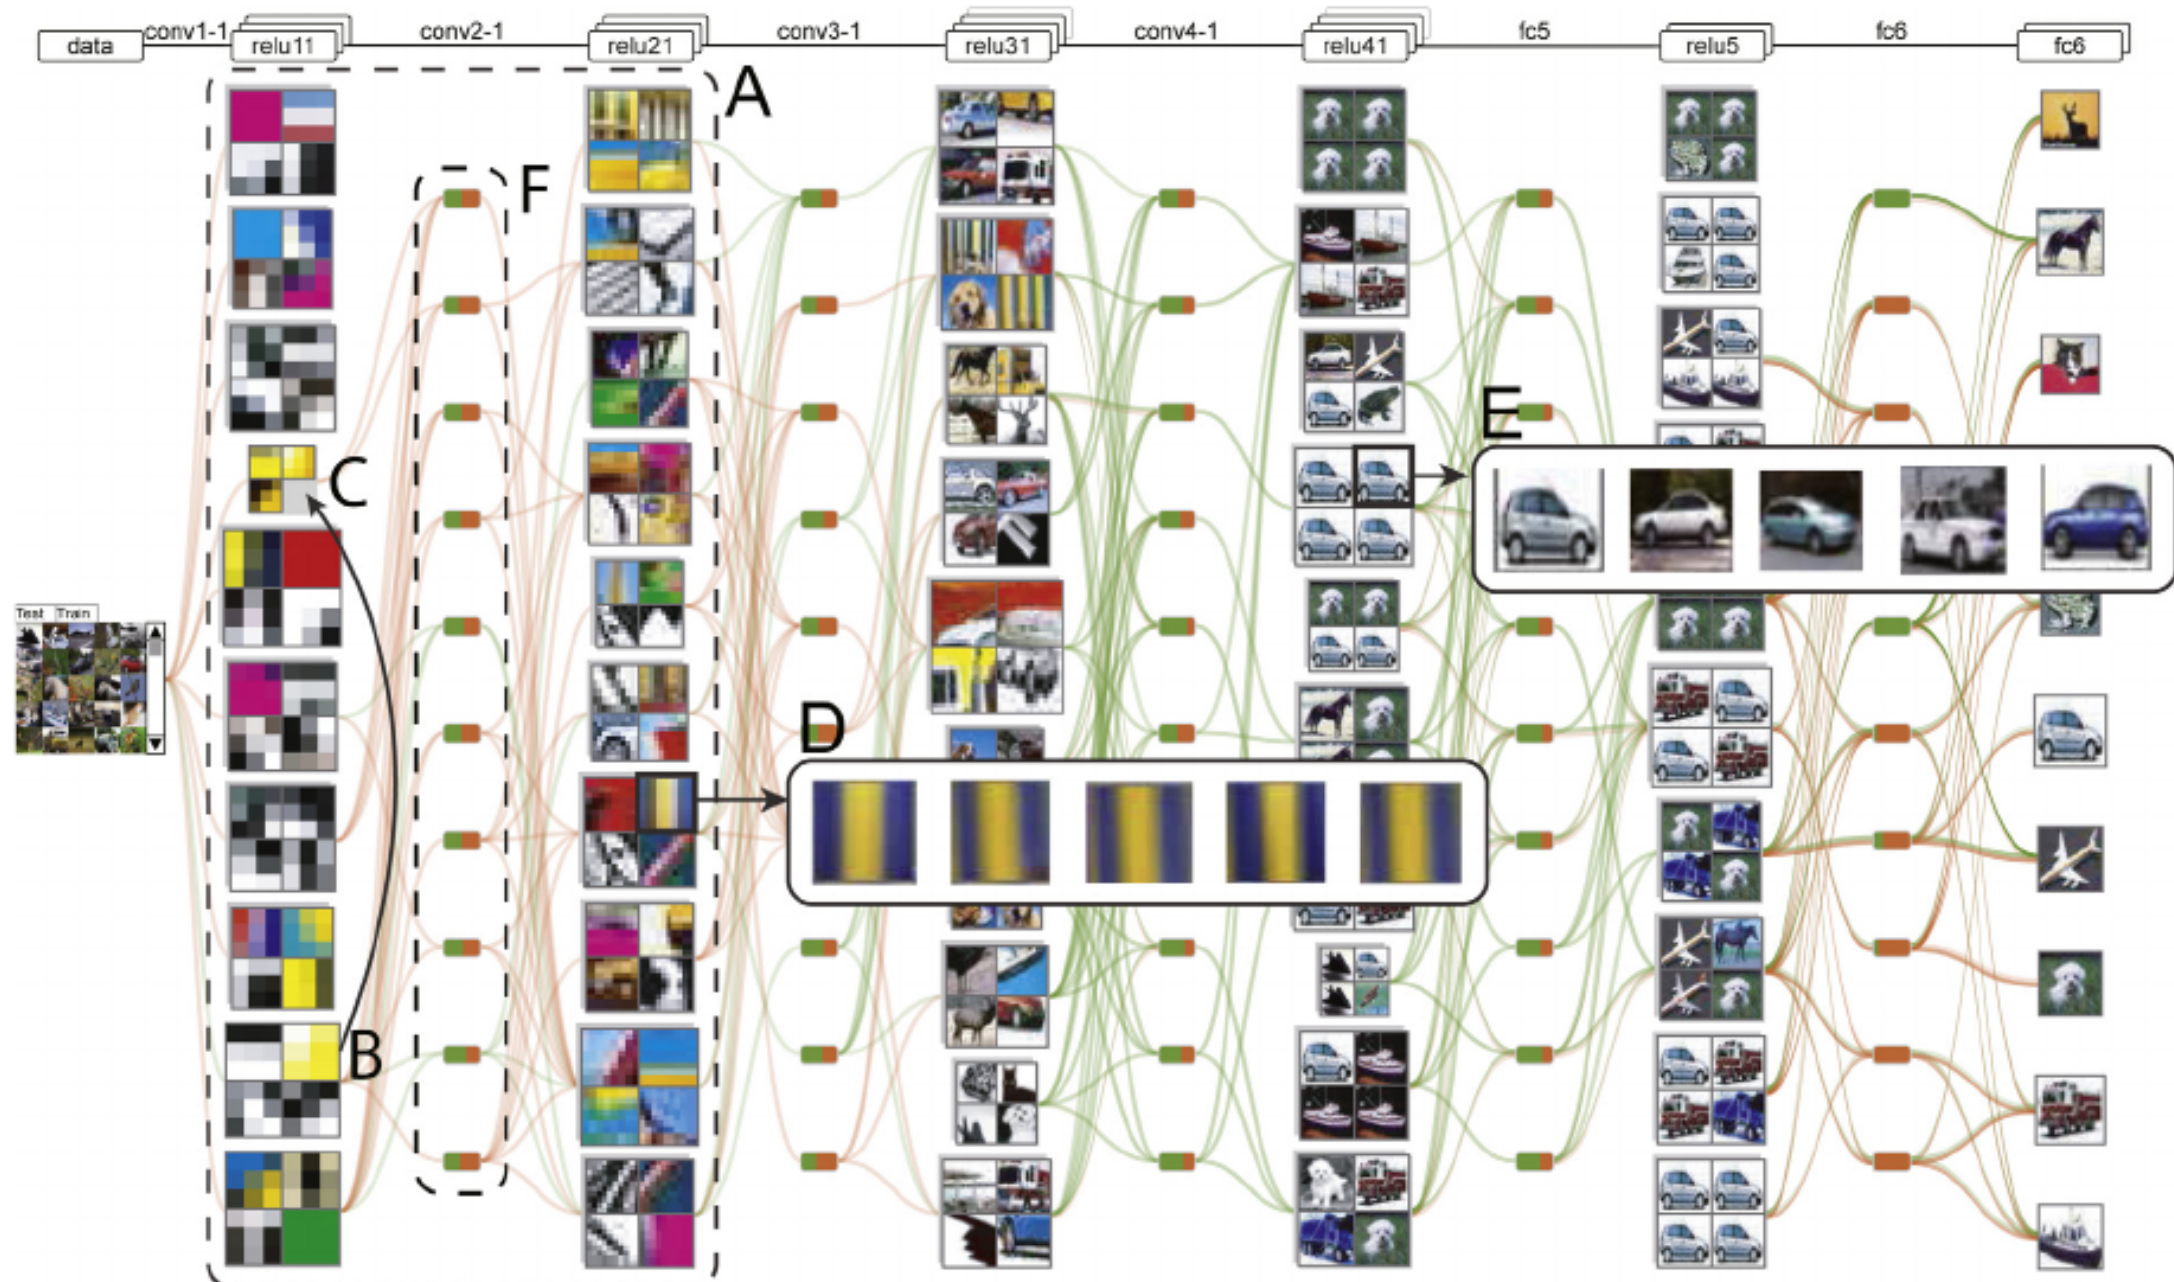 data conv1-1 relu11 conv2-1 relu21 conv3-1 relu31 conv4-1 relu41 fc5 relu5 fc6 fc6
A
F
C
E
Test Train
D
B